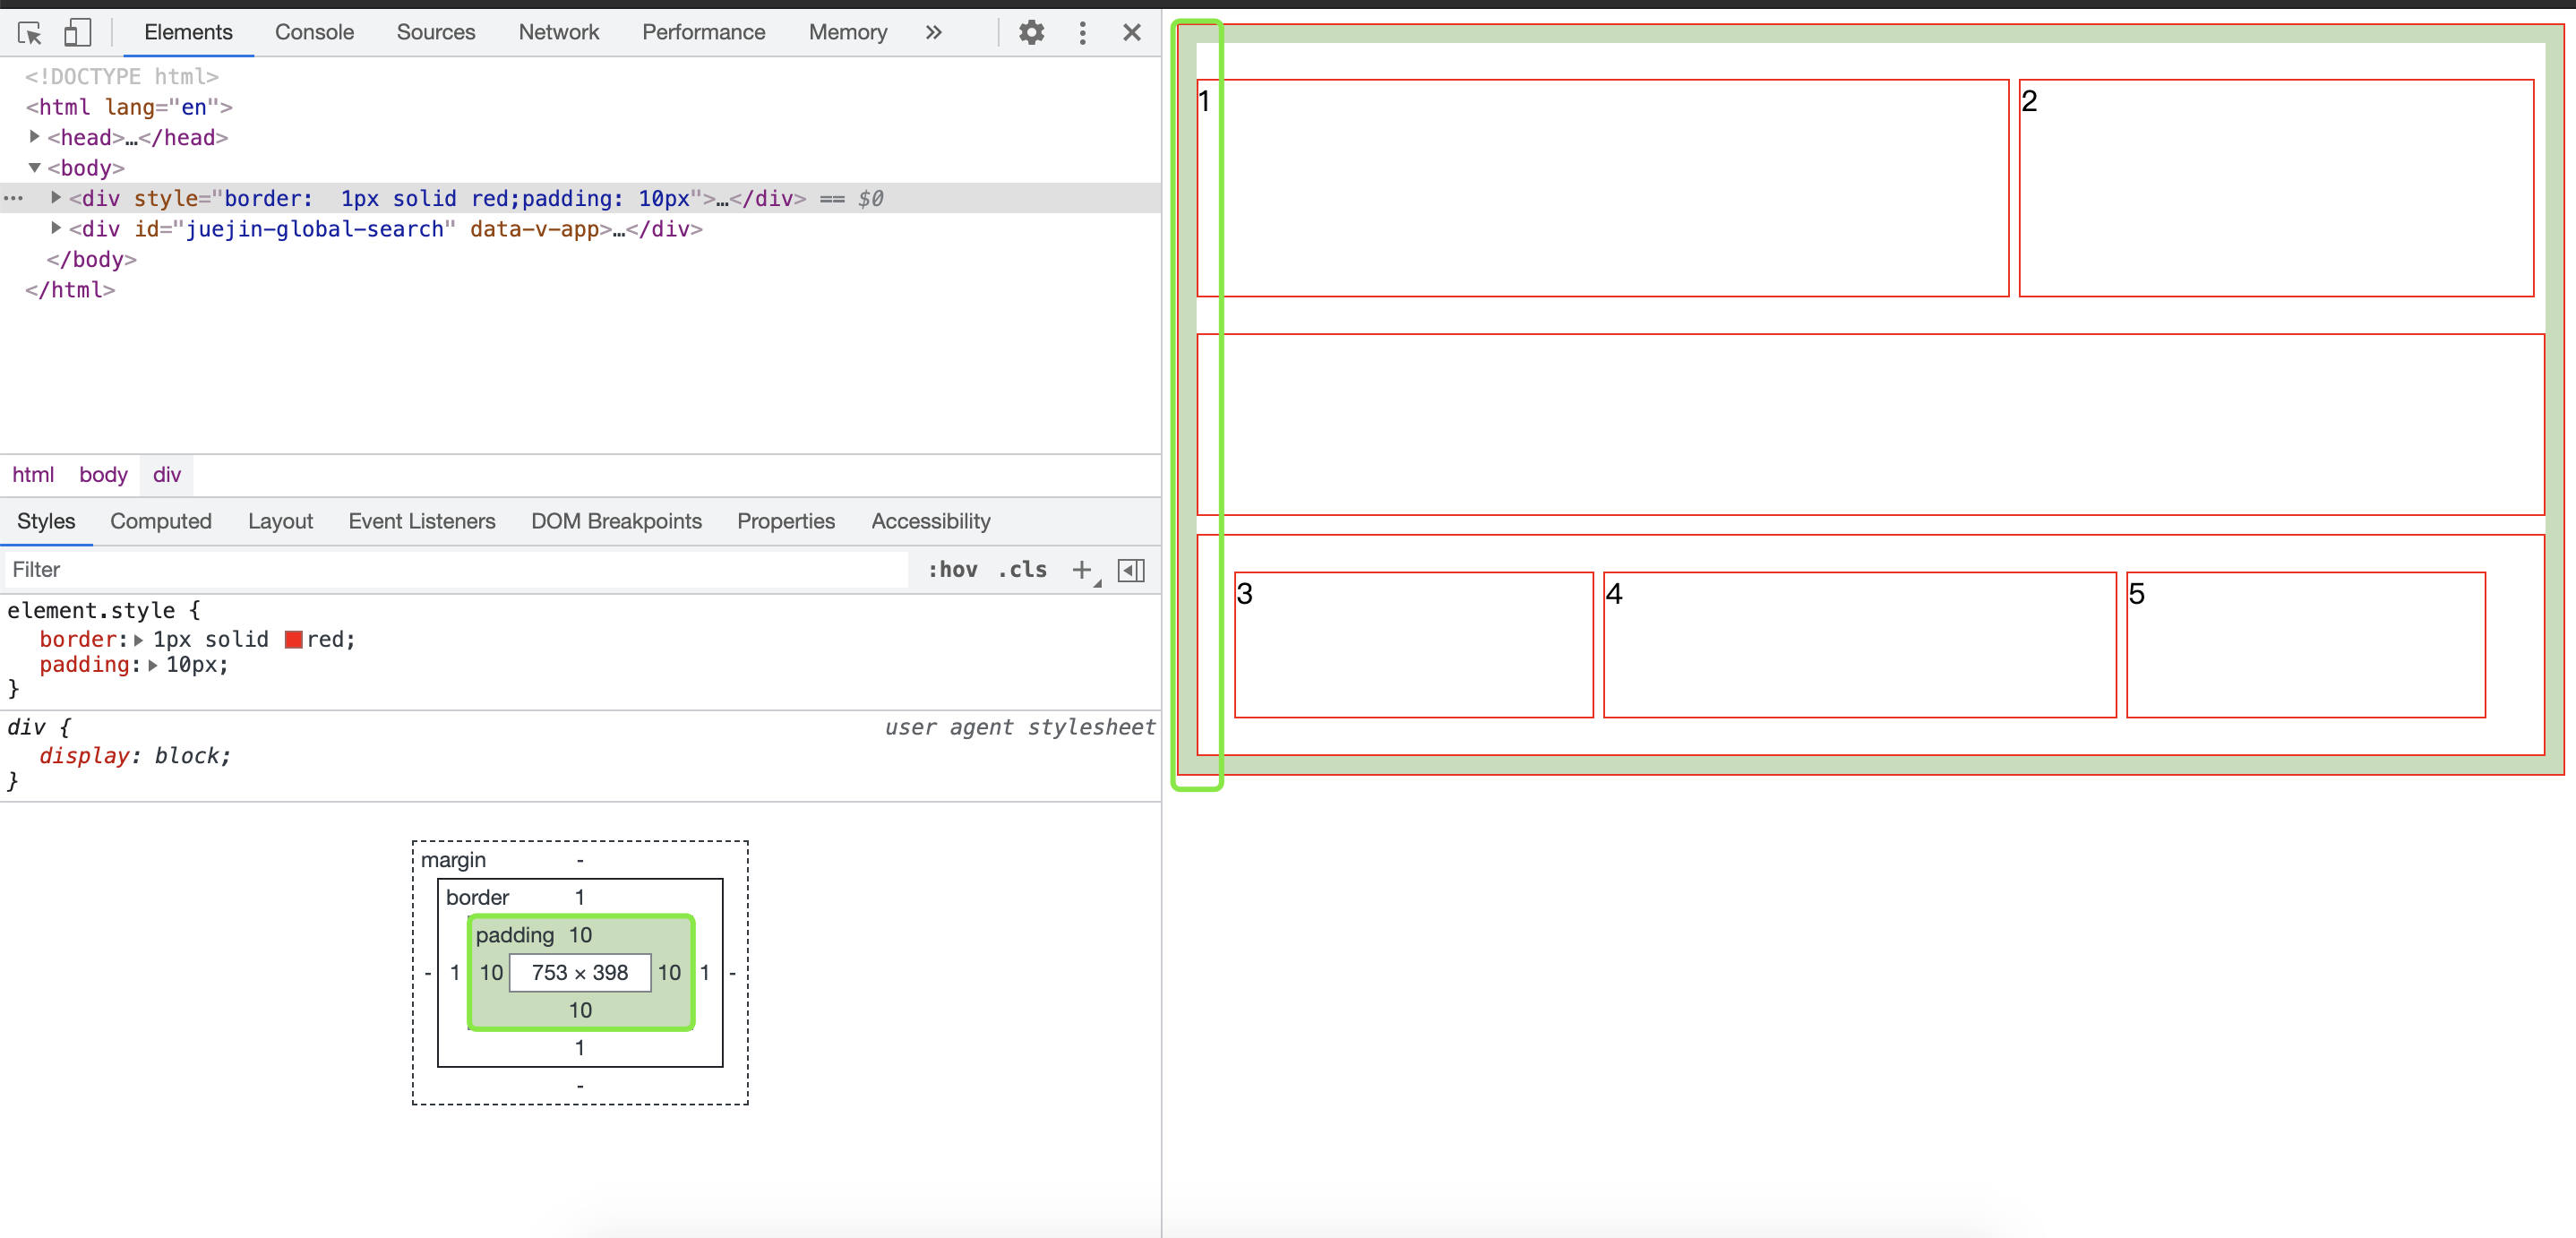 Elements Console Sources Network Performance Memory »
<!DOCTYPE html>
<html lang="en">
<head>…</head>
<body>
<div style="border:  1px solid red;padding: 10px">…</div> == $0
<div id="juejin-global-search" data-v-app>…</div>
</body>
</html>
html body div
Styles Computed Layout Event Listeners DOM Breakpoints Properties Accessibility
Filter :hov .cls +
element.style {
border: 1px solid red;
padding: 10px;
}
div { user agent stylesheet
display: block;
}
margin -
border 1
padding 10
- 1 10 753 × 398 10 1 -
10
1
-
1 2
3 4 5